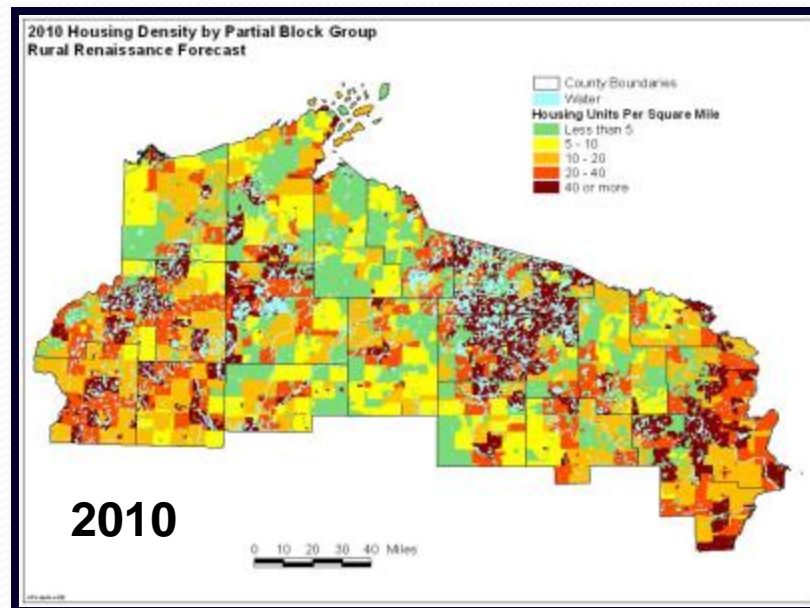 2010 Housing Density by Partial Block Group
Rural Renaissance Forecast
County Boundaries
Water
Housing Units Per Square Mile
Less than 5
5 - 10
10 - 20
20 - 40
40 or more
2010
0 10 20 30 40 Miles